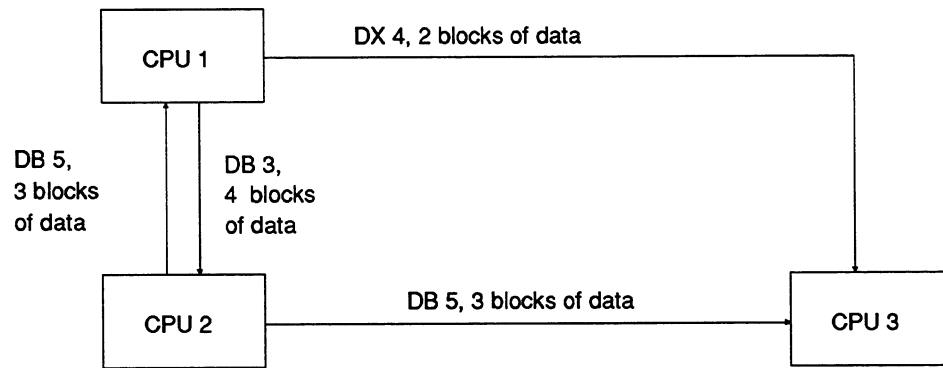 CPU 1
DX 4, 2 blocks of data
DB 5,
3 blocks
of data
DB 3,
4 blocks
of data
CPU 2
DB 5, 3 blocks of data
CPU 3